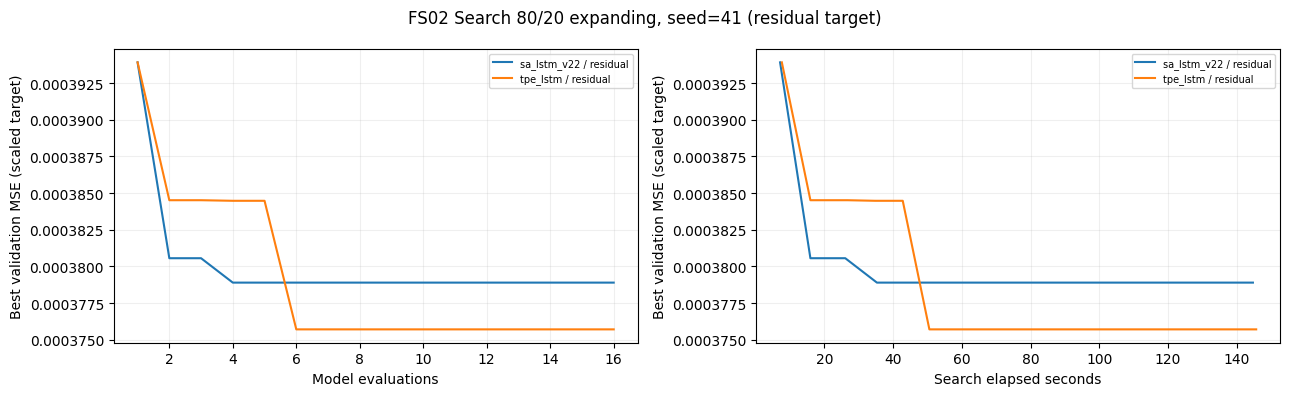 FS02 Search 80/20 expanding, seed=41 (residual target)
Best validation MSE (scaled target)
0.0003925
0.0003900
0.0003875
0.0003850
0.0003825
0.0003800
0.0003775
0.0003750
sa_lstm_v22 / residual
tpe_lstm / residual
2 4 6 8 10 12 14 16
Model evaluations
Best validation MSE (scaled target)
0.0003925
0.0003900
0.0003875
0.0003850
0.0003825
0.0003800
0.0003775
0.0003750
sa_lstm_v22 / residual
tpe_lstm / residual
20 40 60 80 100 120 140
Search elapsed seconds